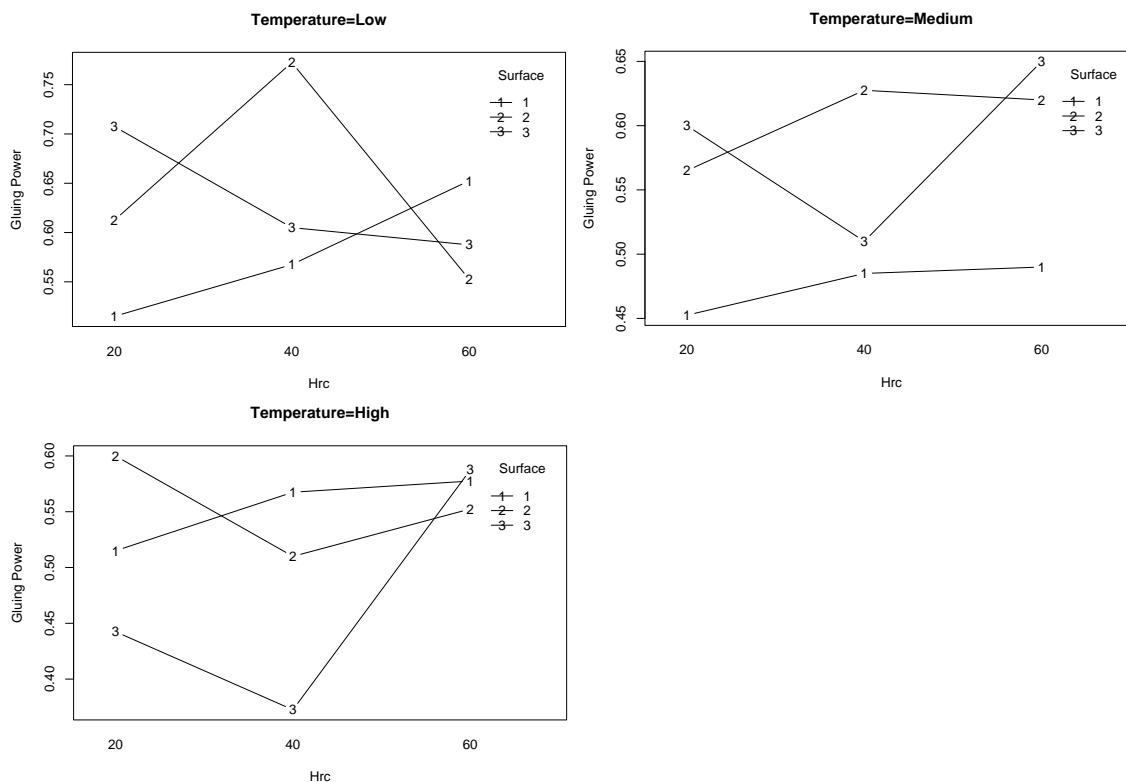 Temperature=Low
Gluing Power
0.55 0.60 0.65 0.70 0.75
3
2
1
2
3
1
1
3
2
Surface
1 1
2 2
3 3
20 40 60
Hrc
Temperature=Medium
Gluing Power
0.45 0.50 0.55 0.60 0.65
3
2
1
2
3
1
3
2
1
Surface
1 1
2 2
3 3
20 40 60
Hrc
Temperature=High
Gluing Power
0.40 0.45 0.50 0.55 0.60
2
1
3
1
2
3
3
1
2
Surface
1 1
2 2
3 3
20 40 60
Hrc